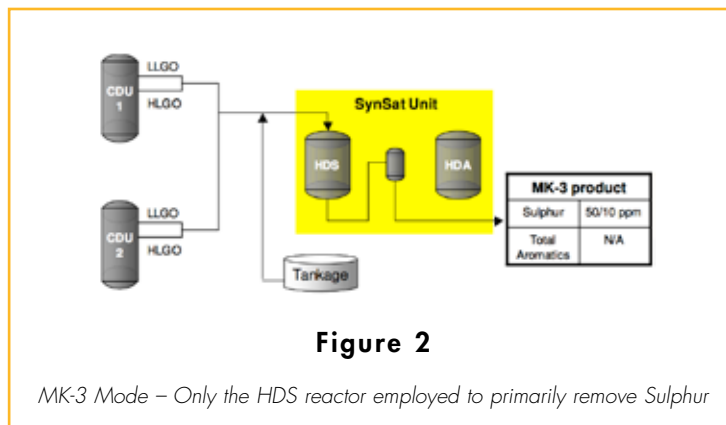 LLGO
CDU
1
HLGO
SynSat Unit
HDS
HDA
LLGO
CDU
2
HLGO
Tankage
MK-3 product
Sulphur 50/10 ppm
Total
Aromatics N/A
Figure 2
MK-3 Mode – Only the HDS reactor employed to primarily remove Sulphur